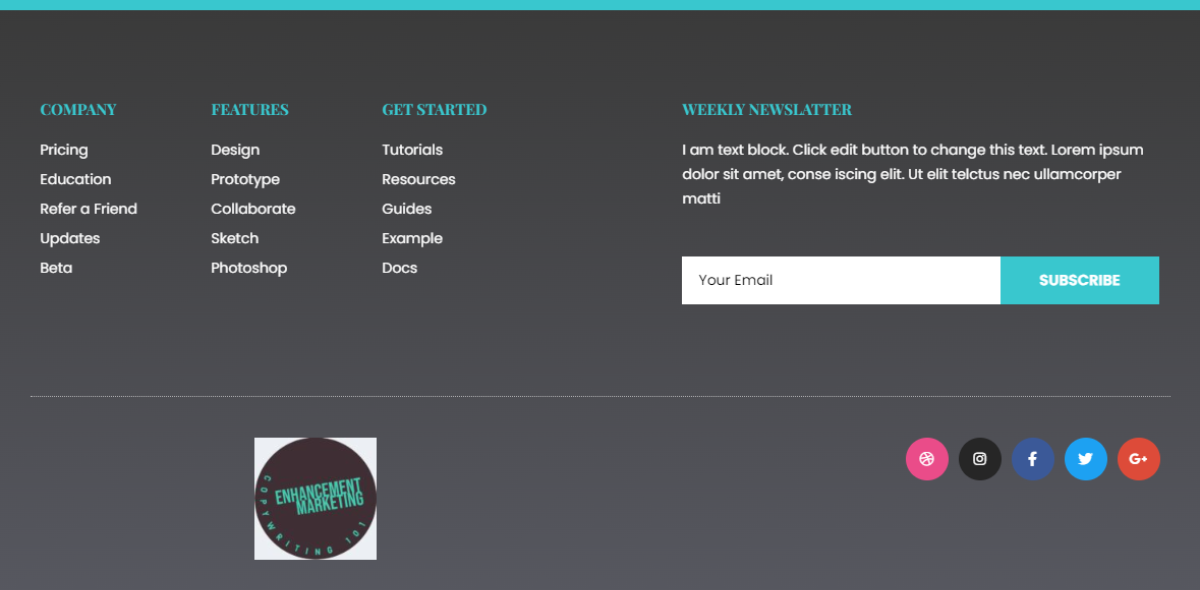 COMPANY
Pricing
Education
Refer a Friend
Updates
Beta
FEATURES
Design
Prototype
Collaborate
Sketch
Photoshop
GET STARTED
Tutorials
Resources
Guides
Example
Docs
WEEKLY NEWSLATTER
I am text block. Click edit button to change this text. Lorem ipsum
dolor sit amet, conse iscing elit. Ut elit telctus nec ullamcorper
matti
Your Email
SUBSCRIBE
ENHANCEMENT
MARKETING
COPYWRITING 101
G+